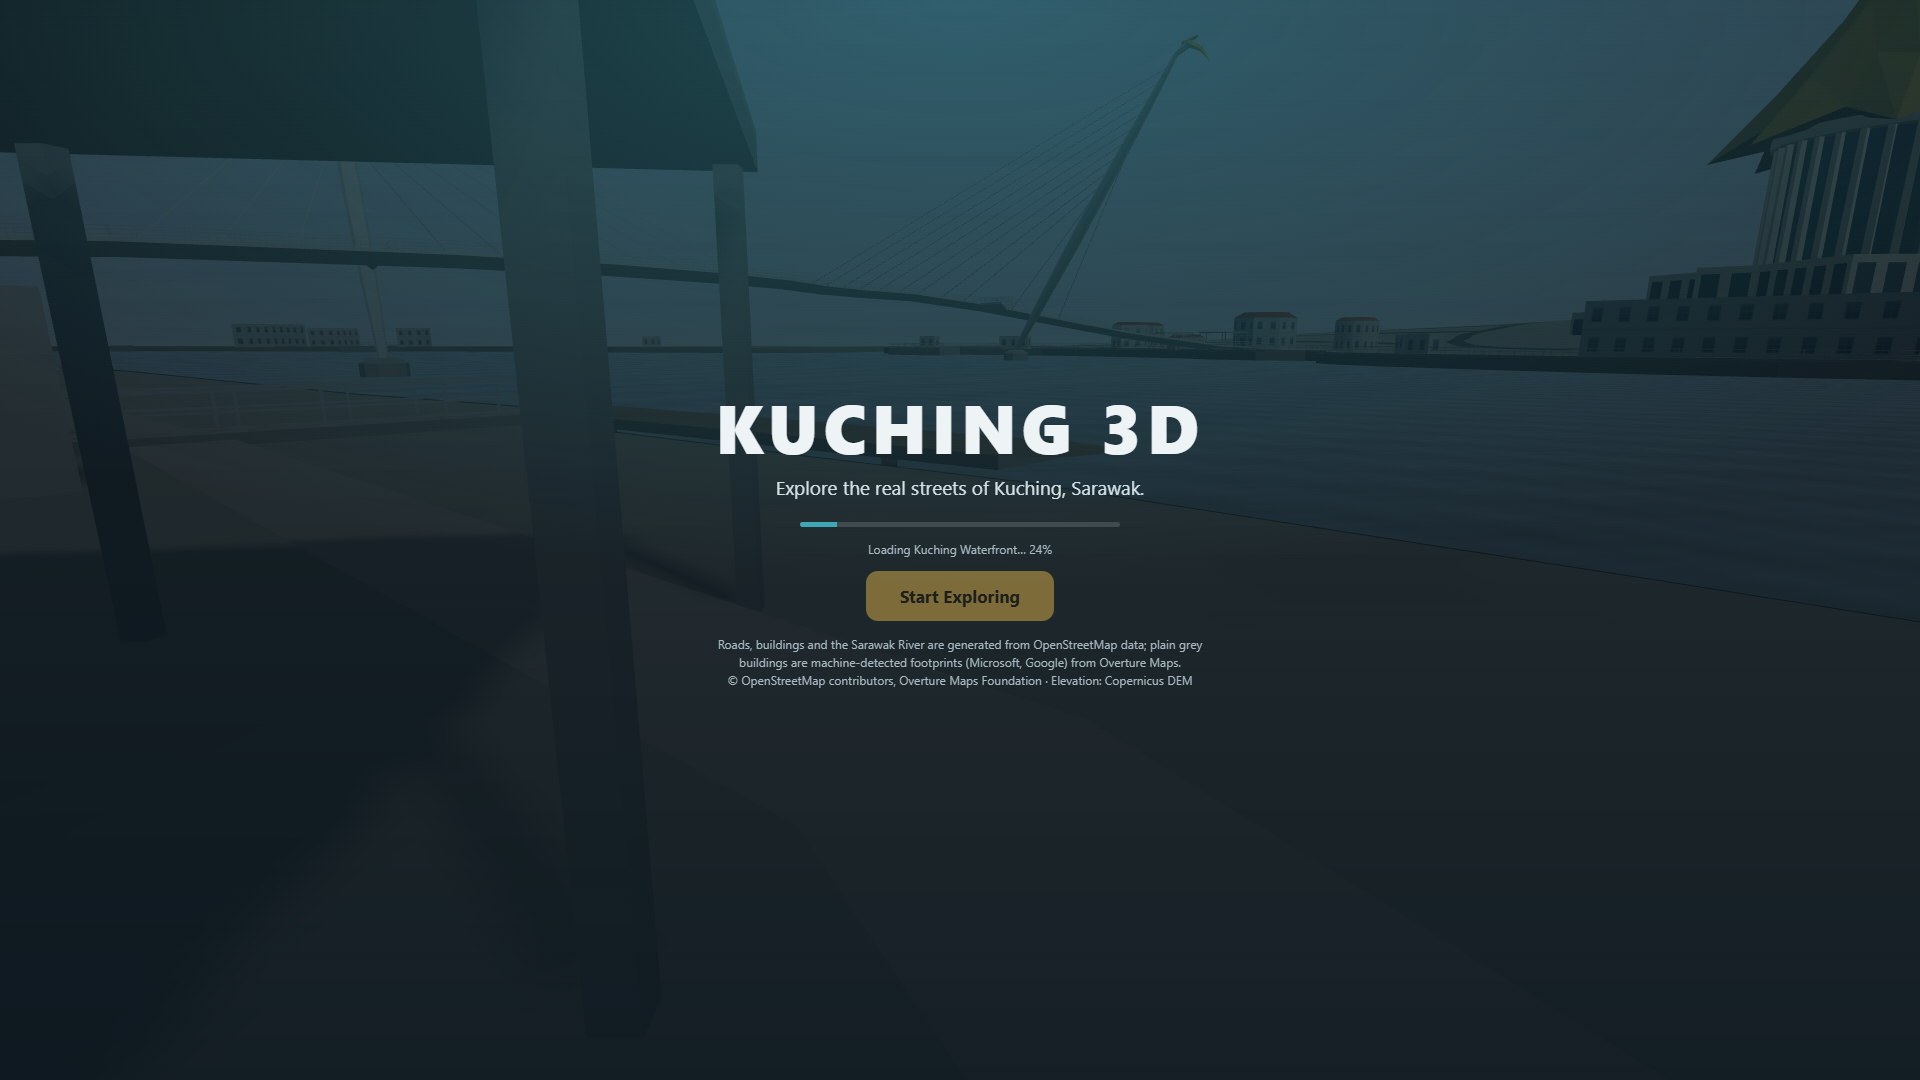 KUCHING 3D
Explore the real streets of Kuching, Sarawak.
Loading Kuching Waterfront... 24%
Start Exploring
Roads, buildings and the Sarawak River are generated from OpenStreetMap data; plain grey
buildings are machine-detected footprints (Microsoft, Google) from Overture Maps.
© OpenStreetMap contributors, Overture Maps Foundation · Elevation: Copernicus DEM